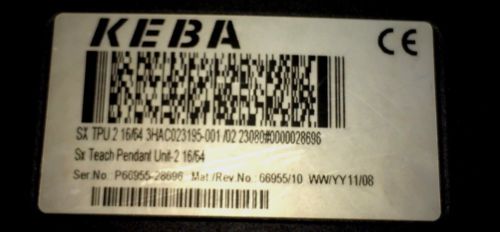 KEBA
CE
SX TPU 2 16/64 3HAC023195-001 /02 23080#0000028696
Sx Teach Pendant Unit-2 16/64
Ser.No.: P66955-28696 Mat./Rev.No.: 66955/10 WW/YY11/08